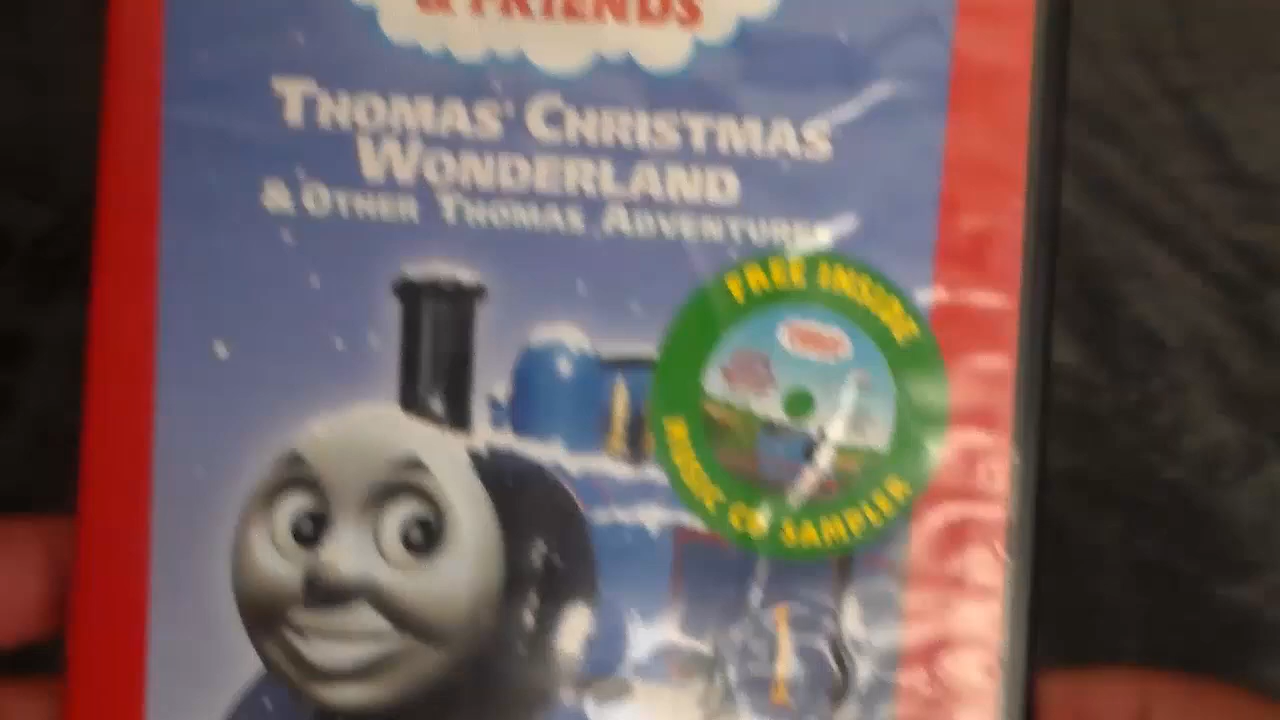 & FRIENDS
THOMAS' CHRISTMAS
WONDERLAND
& OTHER THOMAS ADVENTURES
FREE INSIDE
MUSIC CD SAMPLER